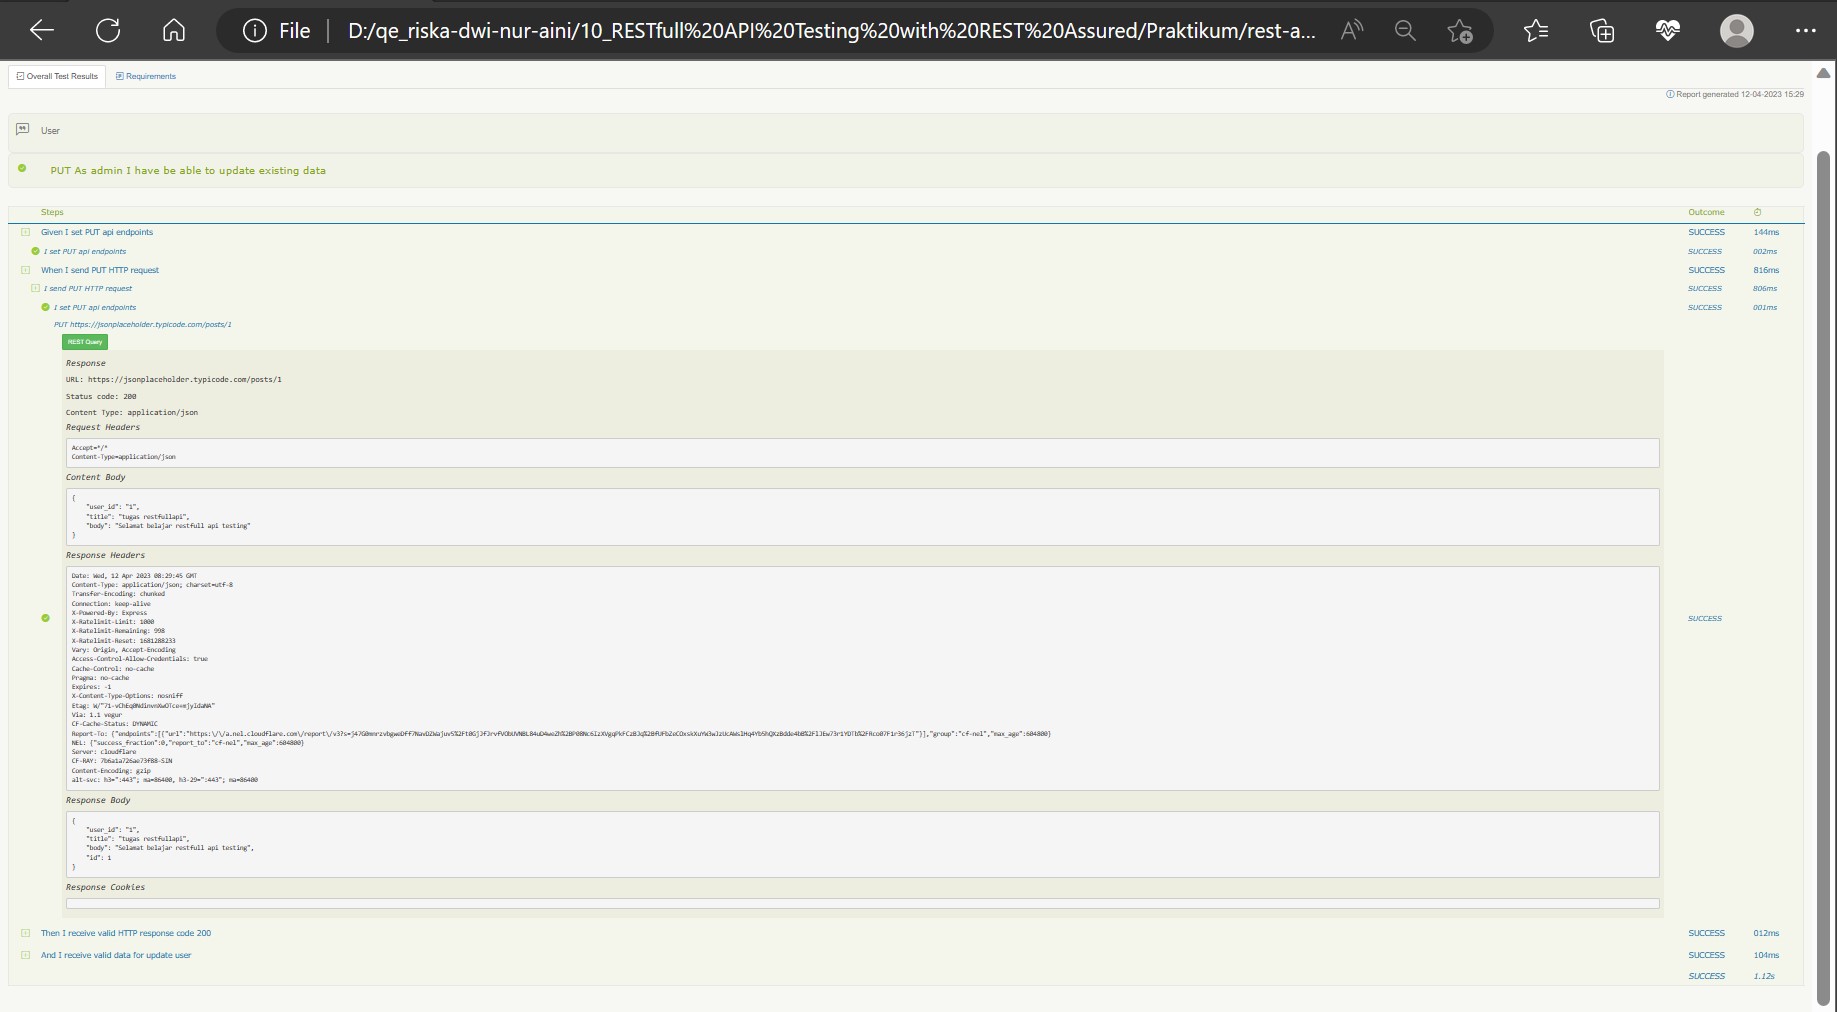 File D:/qe_riska-dwi-nur-aini/10_RESTfull%20API%20Testing%20with%20REST%20Assured/Praktikum/rest-a...
Overall Test Results Requirements
Report generated 12-04-2023 15:29
User
PUT As admin I have be able to update existing data
Steps Outcome
Given I set PUT api endpoints SUCCESS 144ms
I set PUT api endpoints SUCCESS 002ms
When I send PUT HTTP request SUCCESS 816ms
I send PUT HTTP request SUCCESS 806ms
I set PUT api endpoints SUCCESS 001ms
PUT https://jsonplaceholder.typicode.com/posts/1
REST Query
Response
URL: https://jsonplaceholder.typicode.com/posts/1
Status code: 200
Content Type: application/json
Request Headers
Accept=*/*
Content-Type=application/json
Content Body
{
"user_id": "1",
"title": "tugas restfullapi",
"body": "Selamat belajar restfull api testing"
}
Response Headers
Date: Wed, 12 Apr 2023 08:29:45 GMT
Content-Type: application/json; charset=utf-8
Transfer-Encoding: chunked
Connection: keep-alive
X-Powered-By: Express
X-Ratelimit-Limit: 1000
X-Ratelimit-Remaining: 998
X-Ratelimit-Reset: 1681288233
Vary: Origin, Accept-Encoding
Access-Control-Allow-Credentials: true
Cache-Control: no-cache
Pragma: no-cache
Expires: -1
X-Content-Type-Options: nosniff
Etag:
Via: 1.1 vegur
CF-Cache-Status: DYNAMIC
Report-To: "group":"cf-nel","max_age":604800}
NEL: {"success_fraction":0,"report_to":"cf-nel","max_age":604800}
Server: cloudflare
CF-RAY: 7b6a1a726ae73f88-SIN
Content-Encoding: gzip
alt-svc: h3=":443"; ma=86400, h3-29=":443"; ma=86400
SUCCESS
Response Body
{
"user_id": "1",
"title": "tugas restfullapi",
"body": "Selamat belajar restfull api testing",
"id": 1
}
Response Cookies
Then I receive valid HTTP response code 200 SUCCESS 012ms
And I receive valid data for update user SUCCESS 104ms
SUCCESS 1.12s